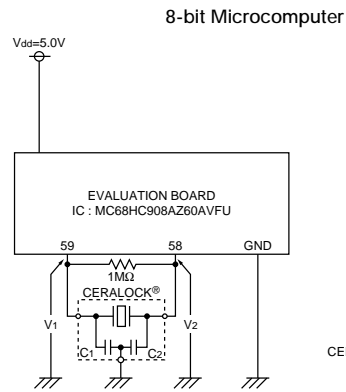 8-bit Microcomputer
Vdd=5.0V
EVALUATION BOARD
IC : MC68HC908AZ60AVFU
59 58 GND
1MΩ
CERALOCK®
V1 V2
C1 C2
CE